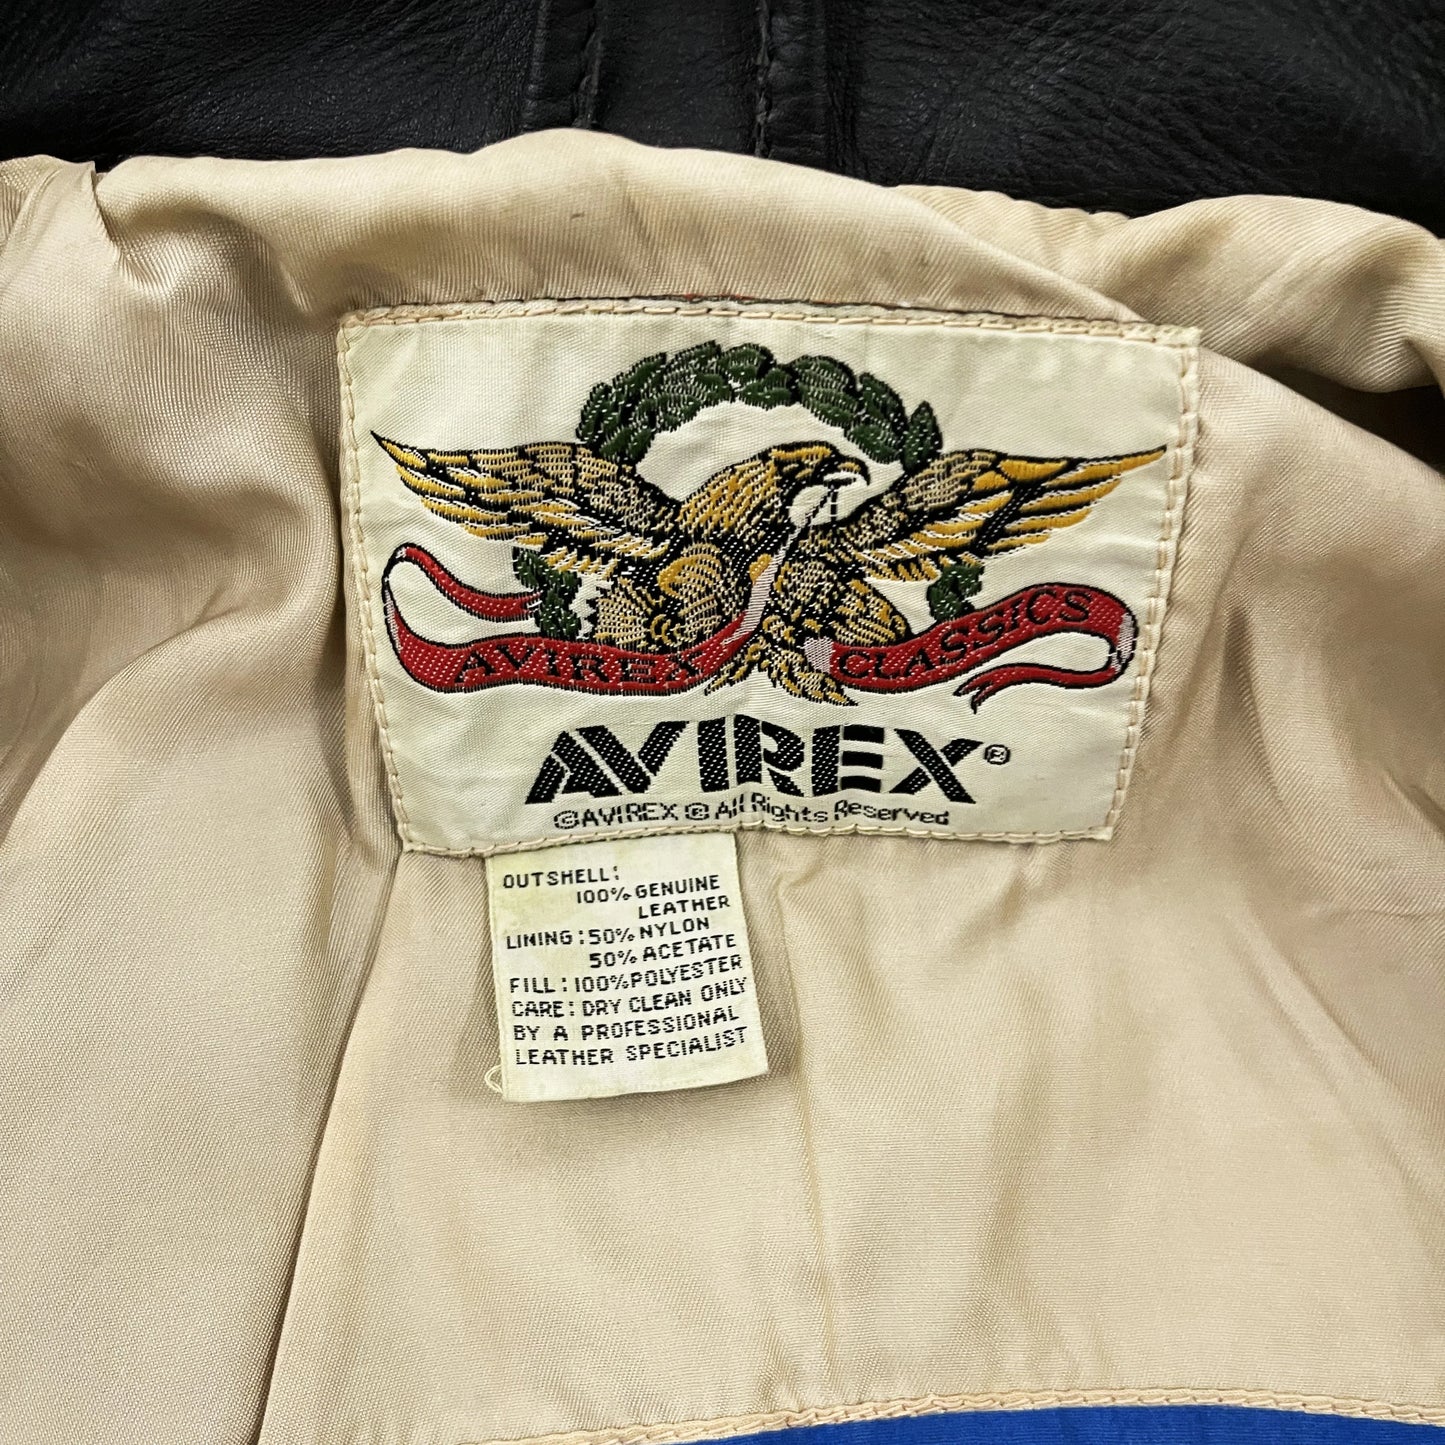 AVIREX CLASSICS
AVIREX®
©AVIREX ® All Rights Reserved
OUTSHELL:
100% GENUINE
LEATHER
LINING: 50% NYLON
50% ACETATE
FILL: 100% POLYESTER
CARE: DRY CLEAN ONLY
BY A PROFESSIONAL
LEATHER SPECIALIST